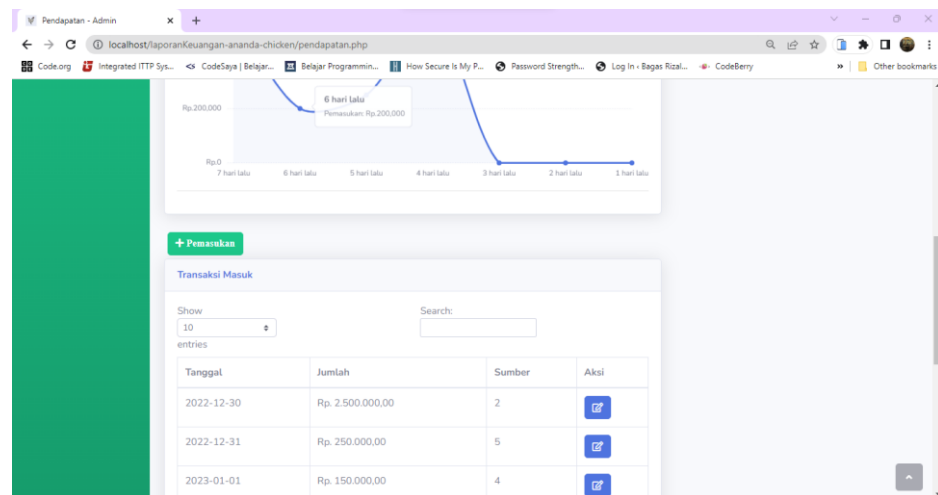 Pendapatan - Admin
localhost/laporanKeuangan-ananda-chicken/pendapatan.php
Code.org Integrated ITTP Sys... CodeSaya | Belajar... Belajar Programmin... How Secure Is My P... Password Strength... Log In ‹ Bagas Rizal... CodeBerry » Other bookmarks
6 hari lalu
Rp.200,000 Pemasukan: Rp.200,000
Rp.0
7 hari lalu 6 hari lalu 5 hari lalu 4 hari lalu 3 hari lalu 2 hari lalu 1 hari lalu
+ Pemasukan
Transaksi Masuk
Show Search:
10
entries
Tanggal Jumlah Sumber Aksi
2022-12-30 Rp. 2.500.000,00 2
2022-12-31 Rp. 250.000,00 5
2023-01-01 Rp. 150.000,00 4